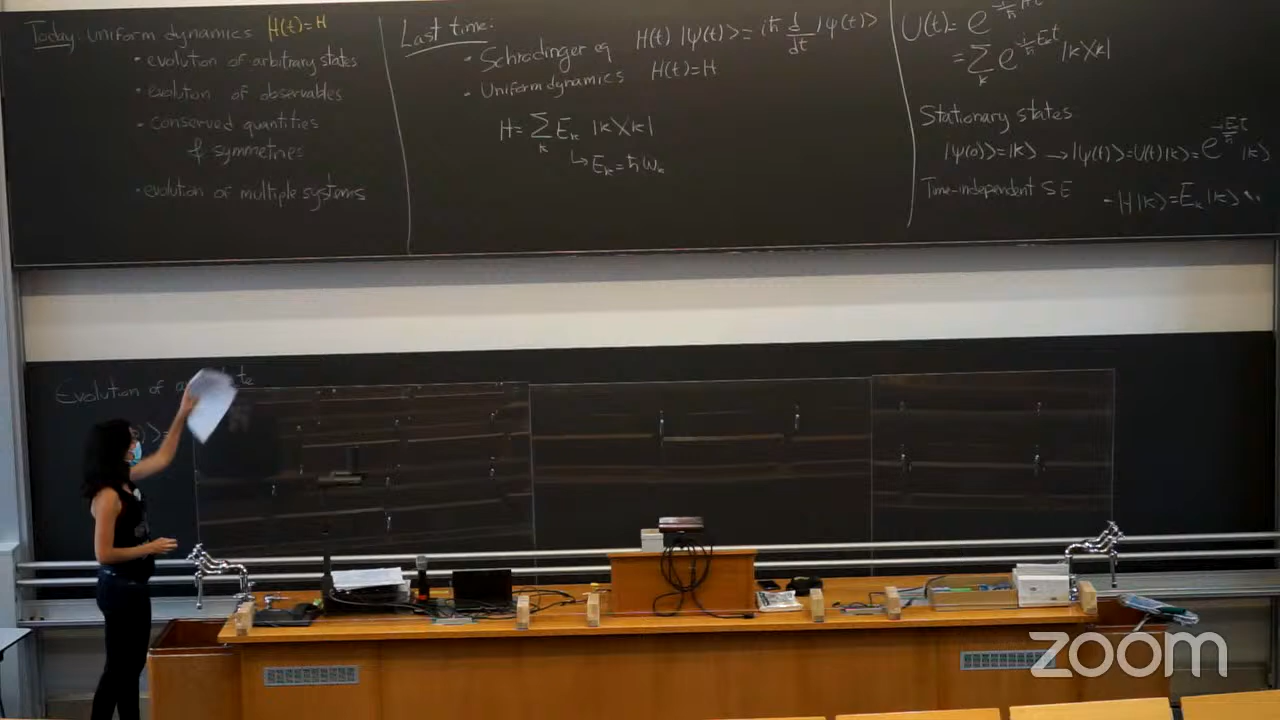 Today: Uniform dynamics H(t)=H
• evolution of arbitrary states
• evolution of observables
• conserved quantities
& symmetries
• evolution of multiple systems
Last time:
• Schrödinger eq H(t) |ψ(t)> = iħ d/dt |ψ(t)>
• Uniform dynamics H(t)=H
H = Σ_k E_k |k><k|
↳ E_k = ħ ω_k
U(t) = e^{-i/ħ Ht}
= Σ_k e^{-i/ħ E_k t} |k><k|
Stationary states
|ψ(0)> = |k> → |ψ(t)> = U(t)|k> = e^{-i E_k t/ħ} |k>
Time-independent SE
H|k> = E_k |k>
Evolution of
zoom